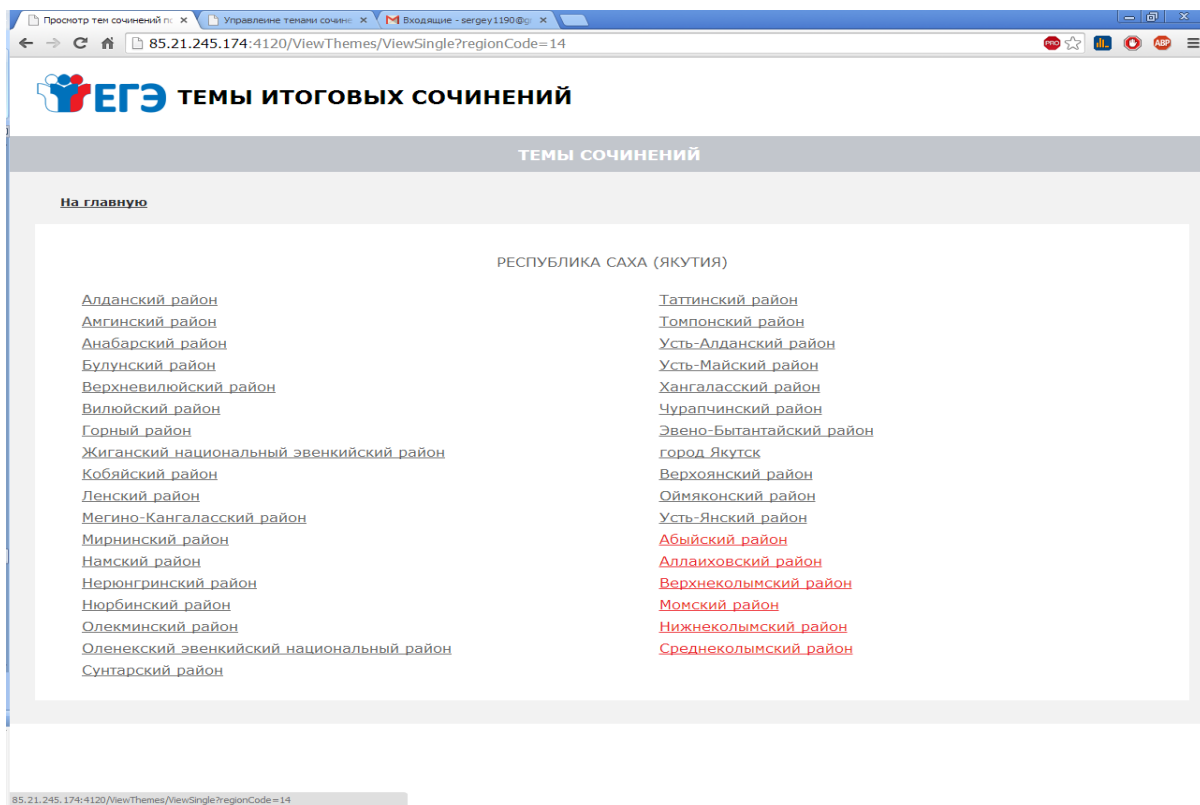 Просмотр тем сочинений по
Управлеине темами сочине
Входящие - sergey1190@g
85.21.245.174:4120/ViewThemes/ViewSingle?regionCode=14
PRO
ABP
ЕГЭ ТЕМЫ ИТОГОВЫХ СОЧИНЕНИЙ
ТЕМЫ СОЧИНЕНИЙ
На главную
РЕСПУБЛИКА САХА (ЯКУТИЯ)
Алданский район
Амгинский район
Анабарский район
Булунский район
Верхневилюйский район
Вилюйский район
Горный район
Жиганский национальный эвенкийский район
Кобяйский район
Ленский район
Мегино-Кангаласский район
Мирнинский район
Намский район
Нерюнгринский район
Нюрбинский район
Олекминский район
Оленекский эвенкийский национальный район
Сунтарский район
Таттинский район
Томпонский район
Усть-Алданский район
Усть-Майский район
Хангаласский район
Чурапчинский район
Эвено-Бытантайский район
город Якутск
Верхоянский район
Оймяконский район
Усть-Янский район
Абыйский район
Аллаиховский район
Верхнеколымский район
Момский район
Нижнеколымский район
Среднеколымский район
85.21.245.174:4120/ViewThemes/ViewSingle?regionCode=14